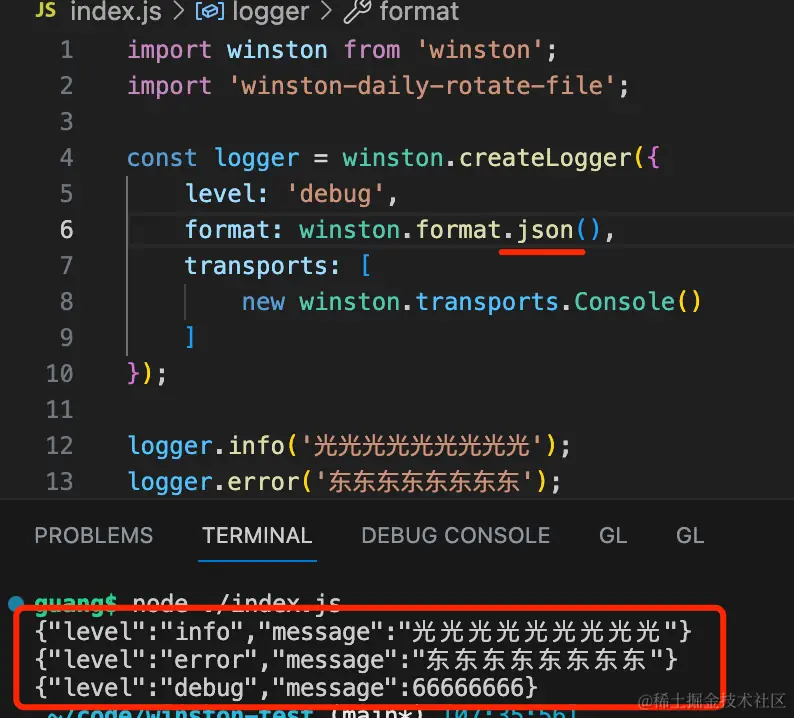 JS index.js > logger > format
1 import winston from 'winston';
2 import 'winston-daily-rotate-file';
3
4 const logger = winston.createLogger({
5 level: 'debug',
6 format: winston.format.json(),
7 transports: [
8 new winston.transports.Console()
9 ]
10 });
11
12 logger.info('光光光光光光光光光');
13 logger.error('东东东东东东东东');
PROBLEMS TERMINAL DEBUG CONSOLE GL GL
guang$ node ./index.js
{"level":"info","message":"光光光光光光光光光"}
{"level":"error","message":"东东东东东东东东"}
{"level":"debug","message":66666666}
~/code/winston-test (main*) [07:35:56]
@稀土掘金技术社区